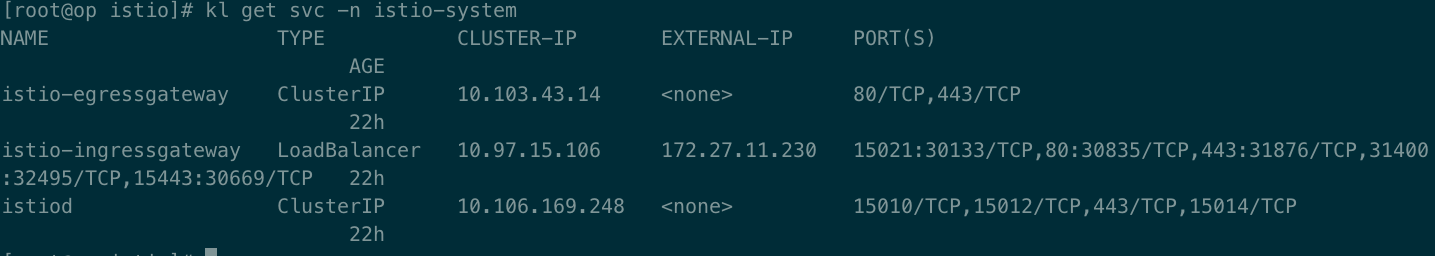 [root@op istio]# kl get svc -n istio-system
NAME TYPE CLUSTER-IP EXTERNAL-IP PORT(S)
AGE
istio-egressgateway ClusterIP 10.103.43.14 <none> 80/TCP,443/TCP
22h
istio-ingressgateway LoadBalancer 10.97.15.106 172.27.11.230 15021:30133/TCP,80:30835/TCP,443:31876/TCP,31400
:32495/TCP,15443:30669/TCP 22h
istiod ClusterIP 10.106.169.248 <none> 15010/TCP,15012/TCP,443/TCP,15014/TCP
22h